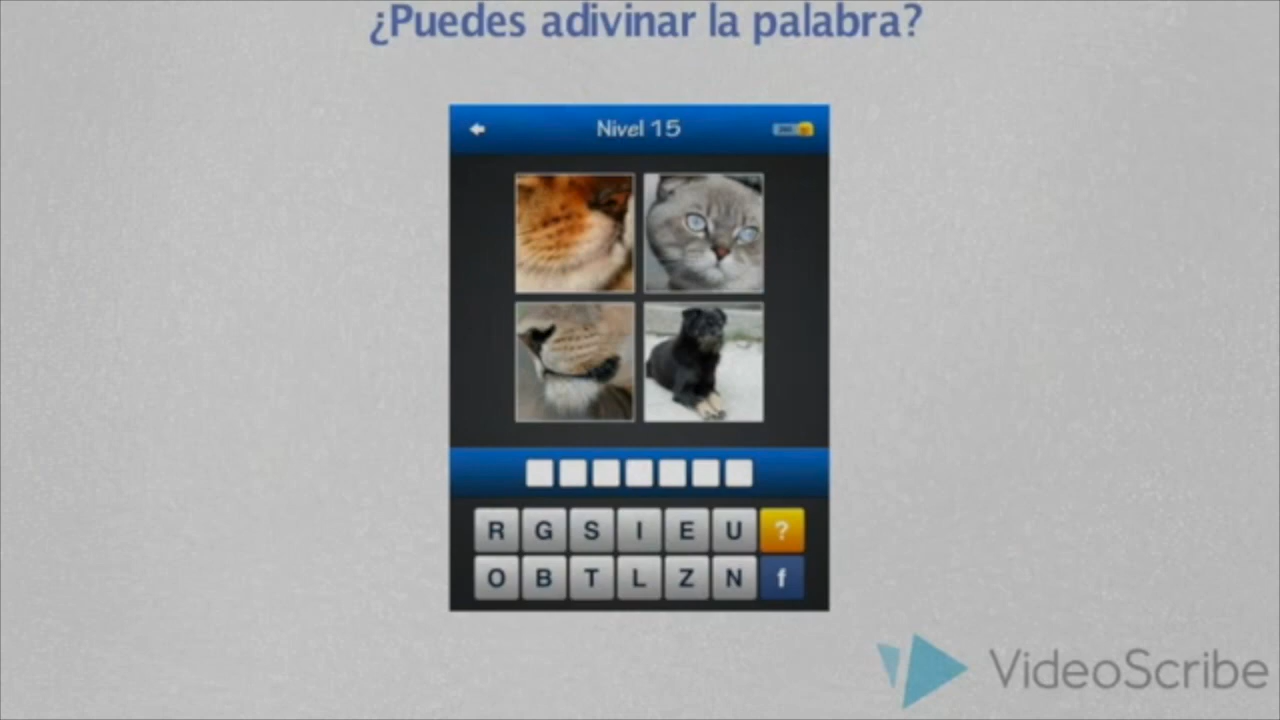 ¿Puedes adivinar la palabra?
Nivel 15
R G S I E U ?
O B T L Z N f
VideoScribe